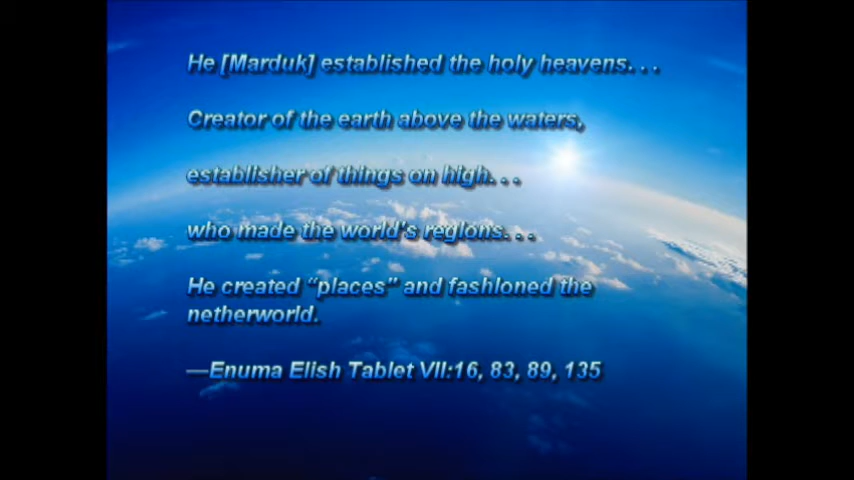 He [Marduk] established the holy heavens. . .
Creator of the earth above the waters,
establisher of things on high. . .
who made the world's regions. . .
He created “places” and fashioned the
netherworld.
—Enuma Elish Tablet VII:16, 83, 89, 135